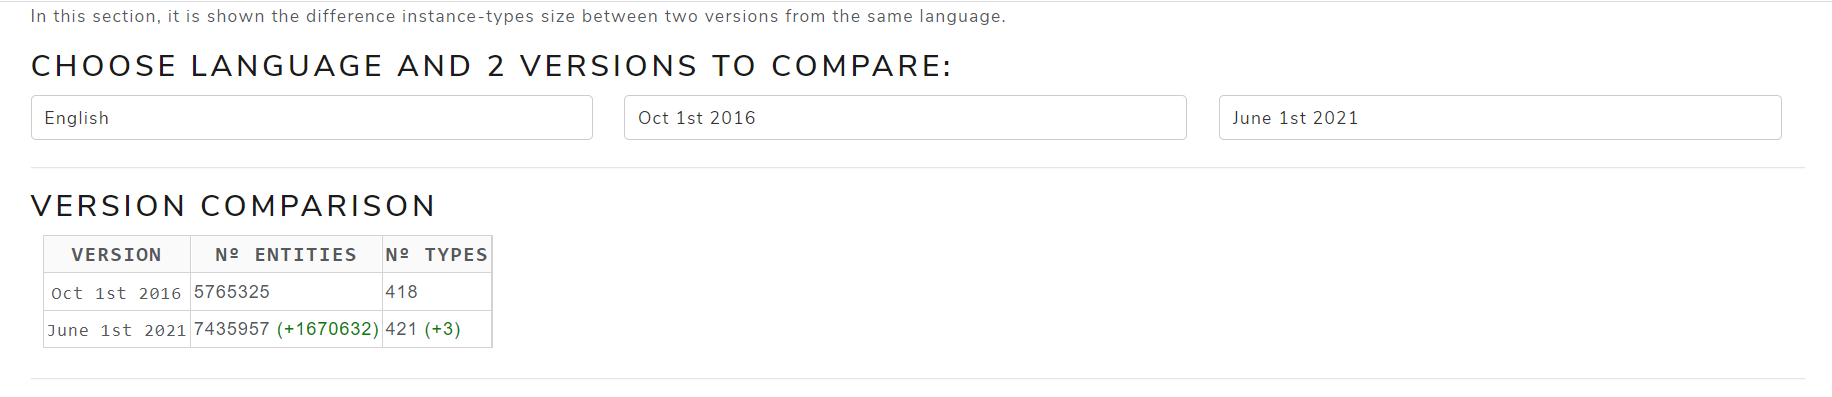 In this section, it is shown the difference instance-types size between two versions from the same language.
CHOOSE LANGUAGE AND 2 VERSIONS TO COMPARE:
English Oct 1st 2016 June 1st 2021
VERSION COMPARISON
VERSION Nº ENTITIES Nº TYPES
Oct 1st 2016 5765325 418
June 1st 2021 7435957 (+1670632) 421 (+3)